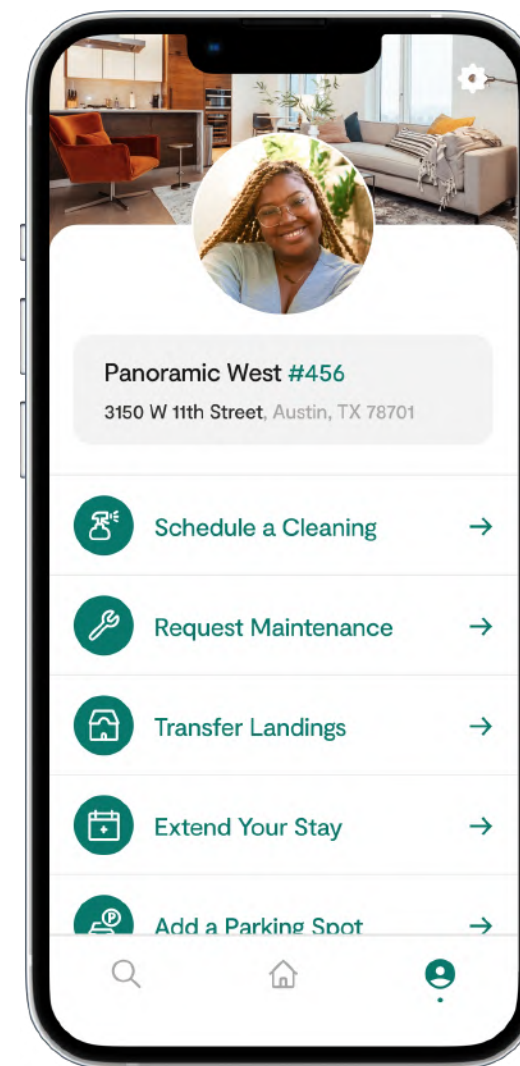 Panoramic West #456
3150 W 11th Street, Austin, TX 78701
Schedule a Cleaning
Request Maintenance
Transfer Landings
Extend Your Stay
P
Add a Parking Spot